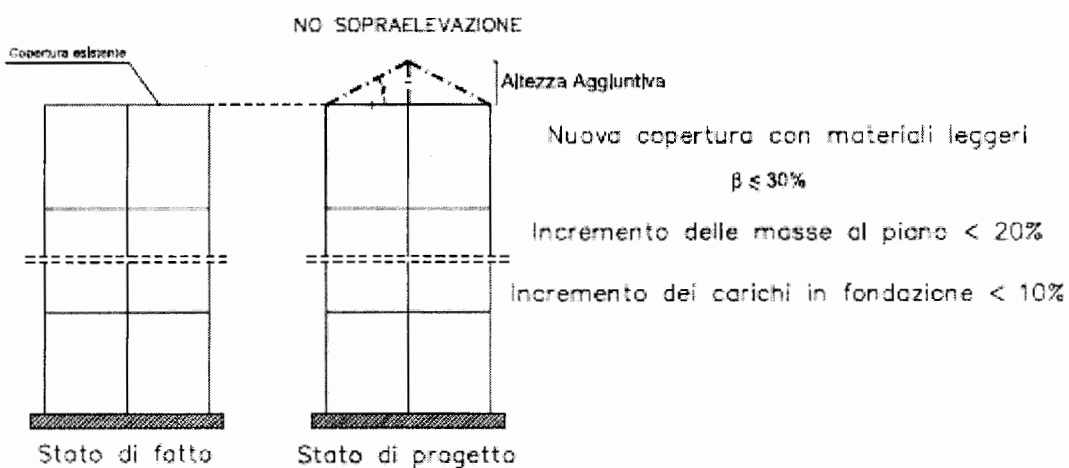 NO SOPRAELEVAZIONE
Copertura esistente
Altezza Aggiuntiva
Nuova copertura con materiali leggeri
β ≤ 30%
Incremento delle masse al piano < 20%
Incremento dei carichi in fondazione < 10%
Stato di fatto
Stato di progetto